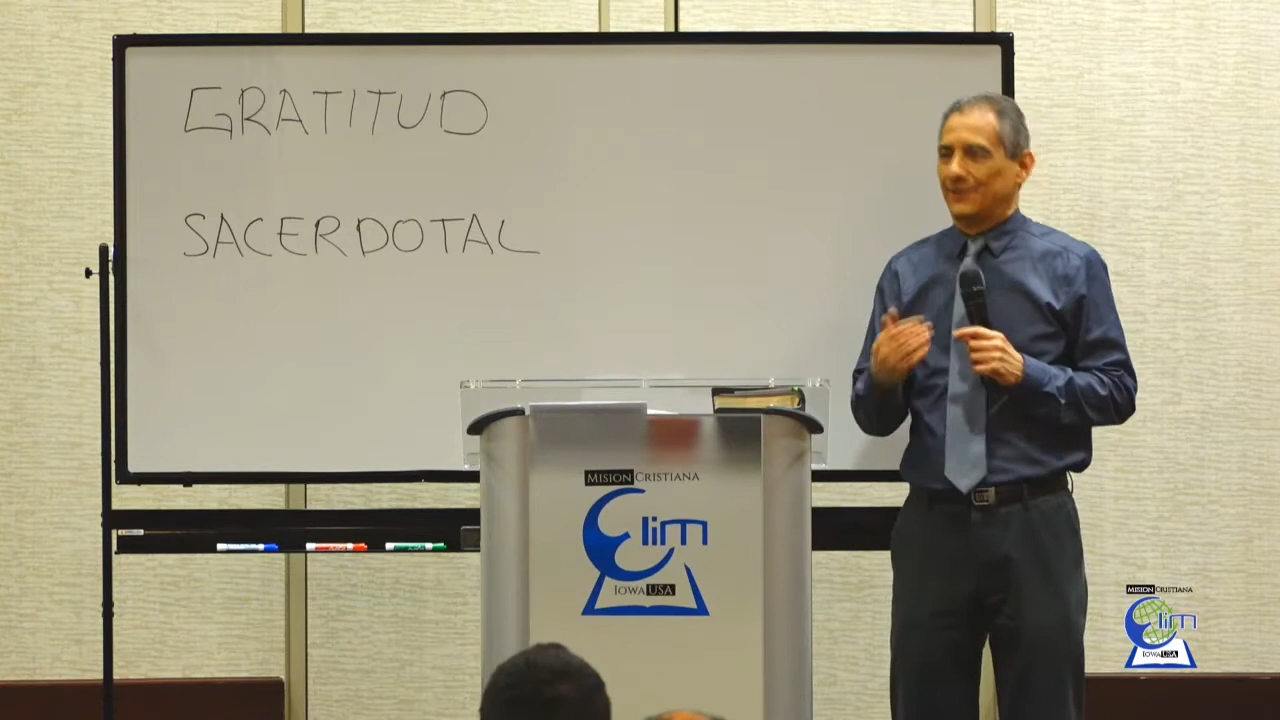 GRATITUD
SACERDOTAL
MISION CRISTIANA
Elim
IOWA USA
MISION CRISTIANA
Elim
IOWA USA